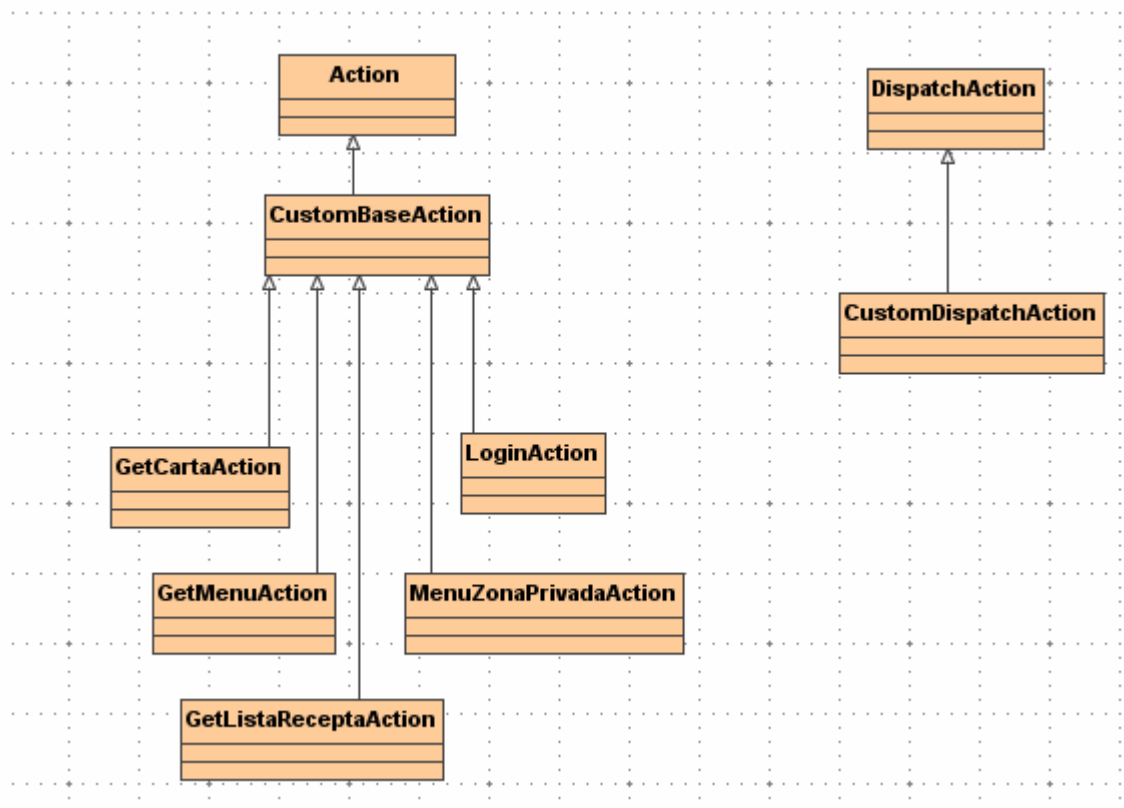 Action
DispatchAction
CustomBaseAction
CustomDispatchAction
LoginAction
GetCartaAction
GetMenuAction
MenuZonaPrivadaAction
GetListaReceptaAction